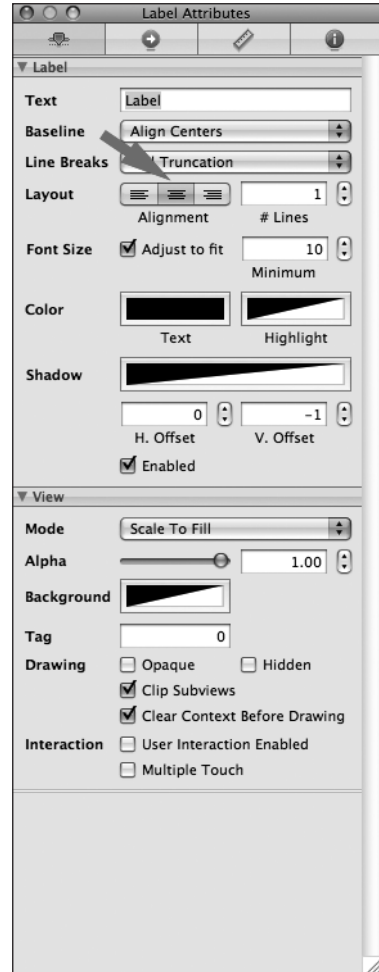 Label Attributes
Label
Text Label
Baseline Align Centers
Line Breaks Truncation
Layout 1
Alignment # Lines
Font Size Adjust to fit 10
Minimum
Color
Text Highlight
Shadow
0 -1
H. Offset V. Offset
Enabled
View
Mode Scale To Fill
Alpha 1.00
Background
Tag 0
Drawing Opaque Hidden
Clip Subviews
Clear Context Before Drawing
Interaction User Interaction Enabled
Multiple Touch